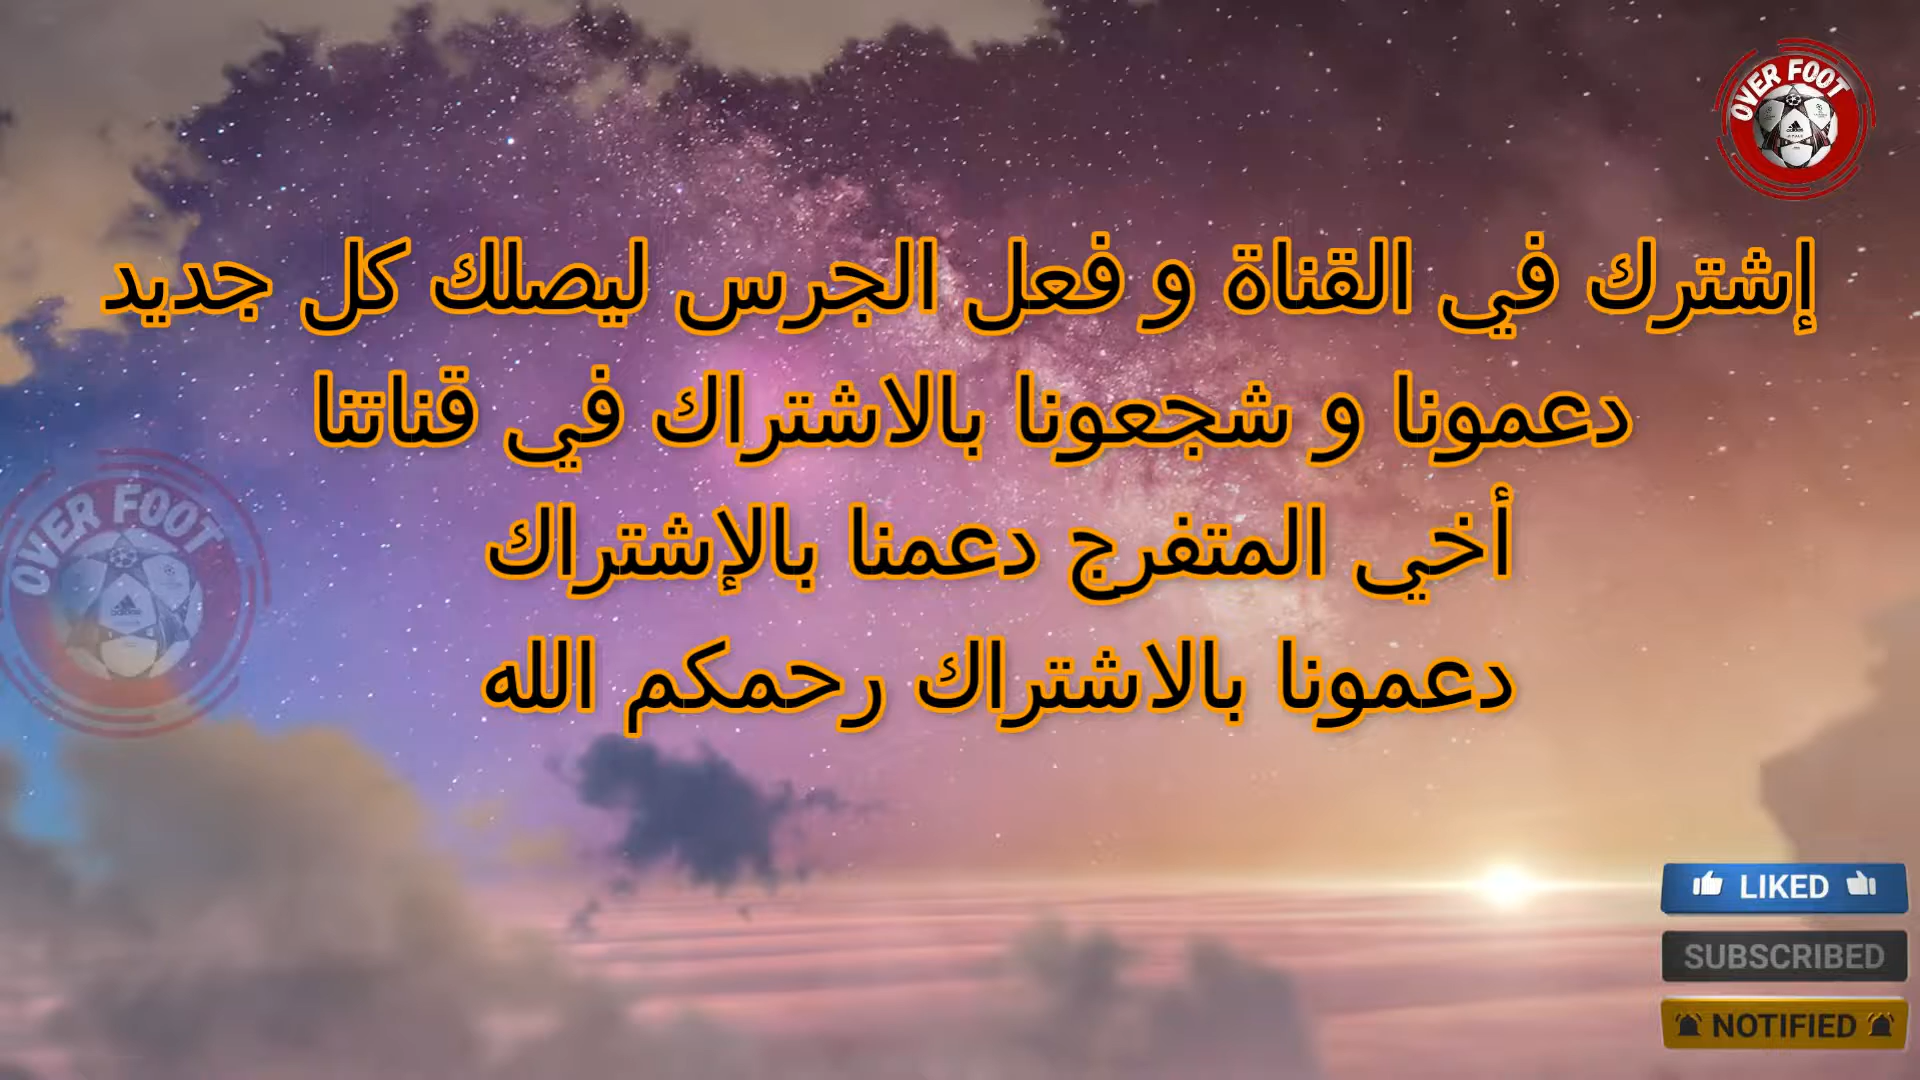 OVER FOOT
إشترك في القناة و فعل الجرس ليصلك كل جديد
دعمونا و شجعونا بالاشتراك في قناتنا
أخي المتفرج دعمنا بالإشتراك
دعمونا بالاشتراك رحمكم الله
OVER FOOT
adidas
LIKED
SUBSCRIBED
NOTIFIED